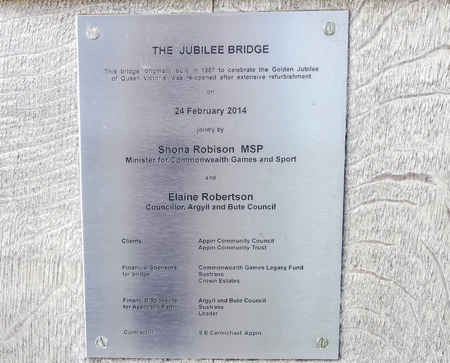 THE JUBILEE BRIDGE
This bridge, originally built in 1887 to celebrate the Golden Jubilee
of Queen Victoria, was re-opened after extensive refurbishment
on
24 February 2014
jointly by
Shona Robison MSP
Minister for Commonwealth Games and Sport
and
Elaine Robertson
Councillor, Argyll and Bute Council
Clients: Appin Community Council
Appin Community Trust
Financial Sponsors Commonwealth Games Legacy Fund
for bridge: Sustrans
Crown Estates
Financial Sponsors Argyll and Bute Council
for Approach Path: Sustrans
Leader
Contractor: S E Carmichael, Appin